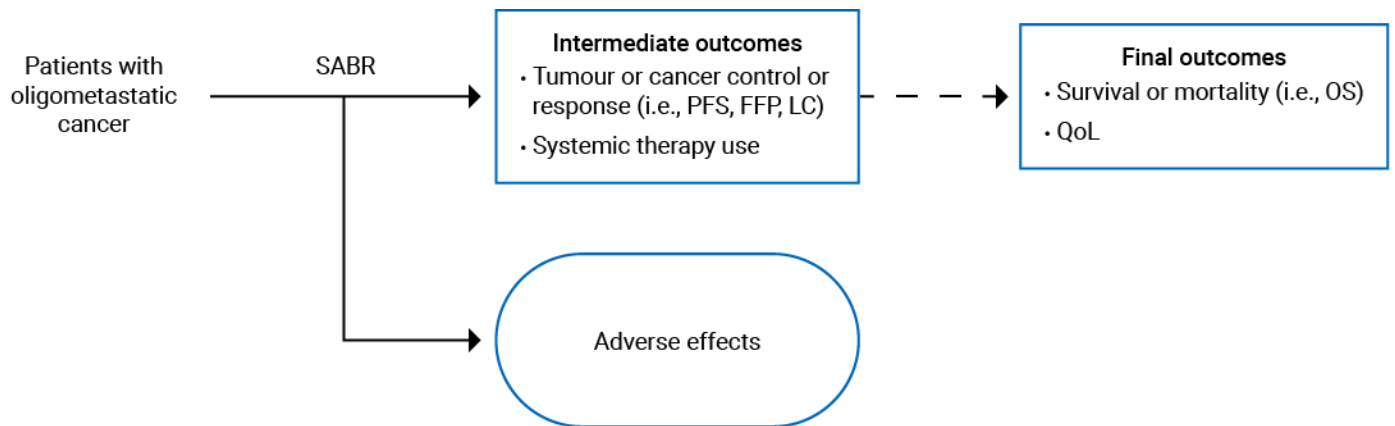 Patients with
oligometastatic
cancer
SABR
Intermediate outcomes
· Tumour or cancer control or
response (i.e., PFS, FFP, LC)
· Systemic therapy use
Final outcomes
· Survival or mortality (i.e., OS)
· QoL
Adverse effects